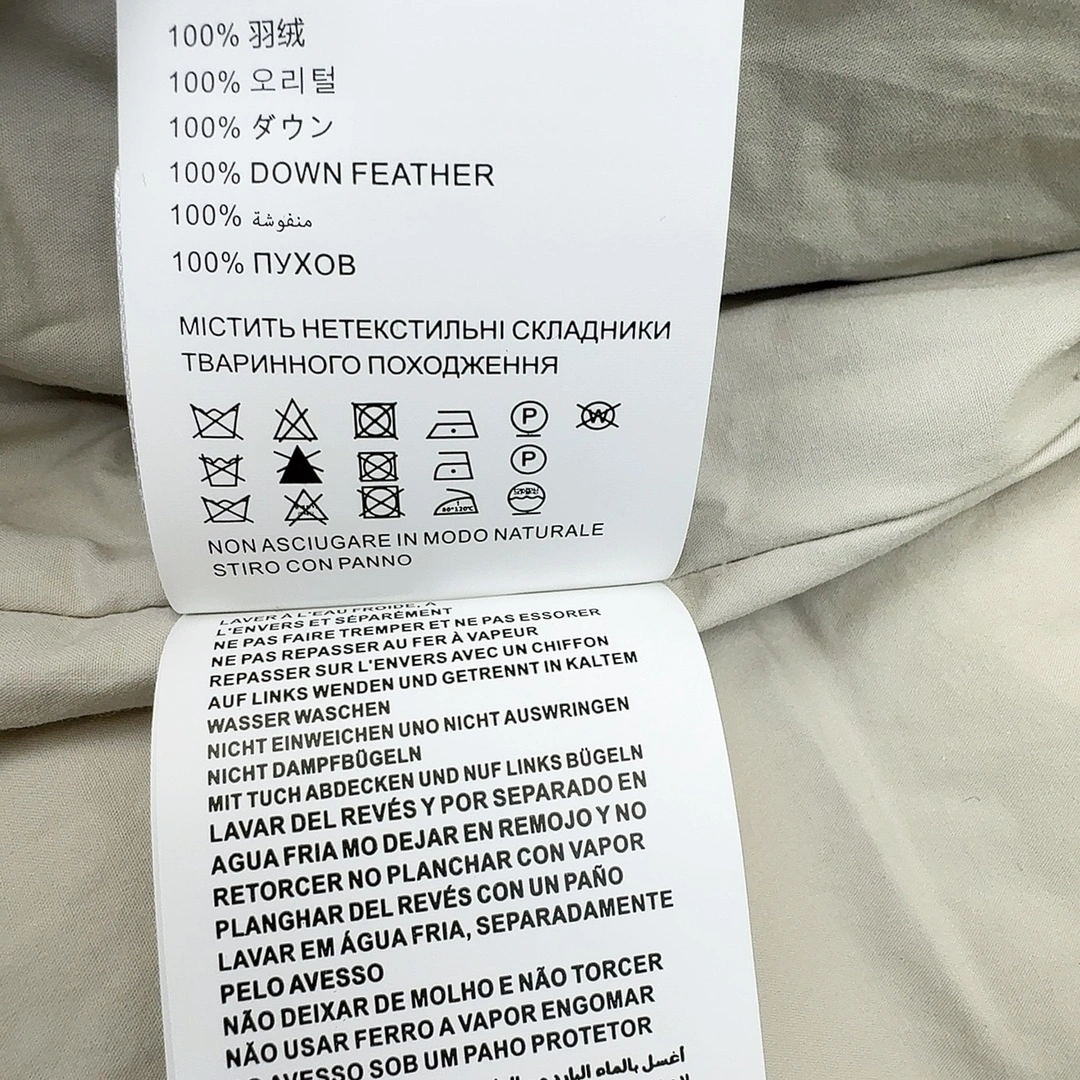 100% 羽绒
100% 오리털
100% ダウン
100% DOWN FEATHER
100% منفوشة
100% ПУХОВ
МІСТИТЬ НЕТЕКСТИЛЬНІ СКЛАДНИКИ
ТВАРИННОГО ПОХОДЖЕННЯ
P W
P
80°120℃
NON ASCIUGARE IN MODO NATURALE
STIRO CON PANNO
LAVER A L'EAU FROIDE, A
L'ENVERS ET SÉPARÉMENT
NE PAS FAIRE TREMPER ET NE PAS ESSORER
NE PAS REPASSER AU FER À VAPEUR
REPASSER SUR L'ENVERS AVEC UN CHIFFON
AUF LINKS WENDEN UND GETRENNT IN KALTEM
WASSER WASCHEN
NICHT EINWEICHEN UNO NICHT AUSWRINGEN
NICHT DAMPFBÜGELN
MIT TUCH ABDECKEN UND NUF LINKS BÜGELN
LAVAR DEL REVÉS Y POR SEPARADO EN
AGUA FRIA MO DEJAR EN REMOJO Y NO
RETORCER NO PLANCHAR CON VAPOR
PLANGHAR DEL REVÉS CON UN PAÑO
LAVAR EM ÁGUA FRIA, SEPARADAMENTE
PELO AVESSO
NÃO DEIXAR DE MOLHO E NÃO TORCER
NÃO USAR FERRO A VAPOR ENGOMAR
AVESSO SOB UM PAHO PROTETOR
اغسل بالماء